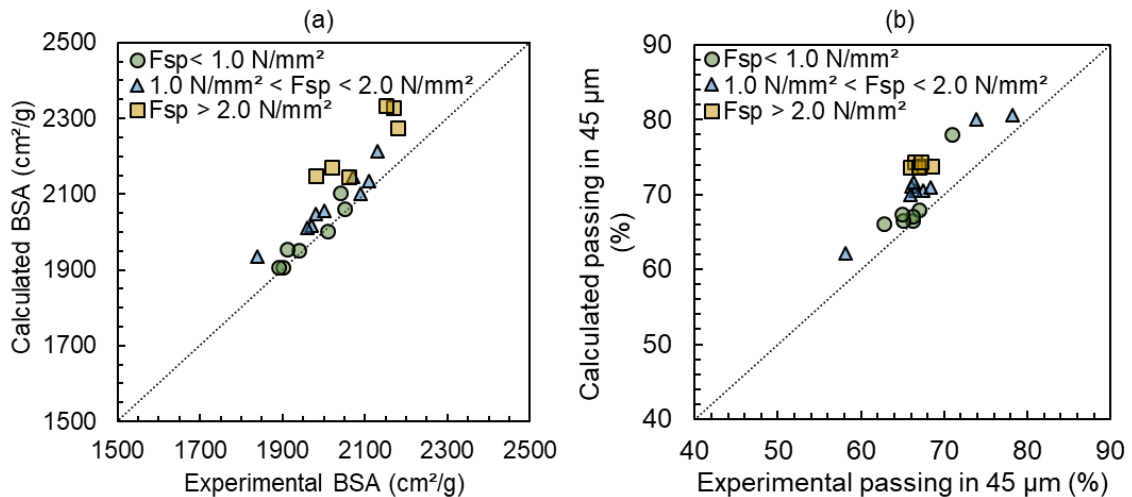 (a)
2500
2300
2100
1900
1700
1500
Calculated BSA (cm²/g)
Fsp< 1.0 N/mm²
1.0 N/mm² < Fsp < 2.0 N/mm²
Fsp > 2.0 N/mm²
1500 1700 1900 2100 2300 2500
Experimental BSA (cm²/g)
(b)
90
80
70
60
50
40
Calculated passing in 45 µm
(%)
Fsp< 1.0 N/mm²
1.0 N/mm² < Fsp < 2.0 N/mm²
Fsp > 2.0 N/mm²
40 50 60 70 80 90
Experimental passing in 45 µm (%)